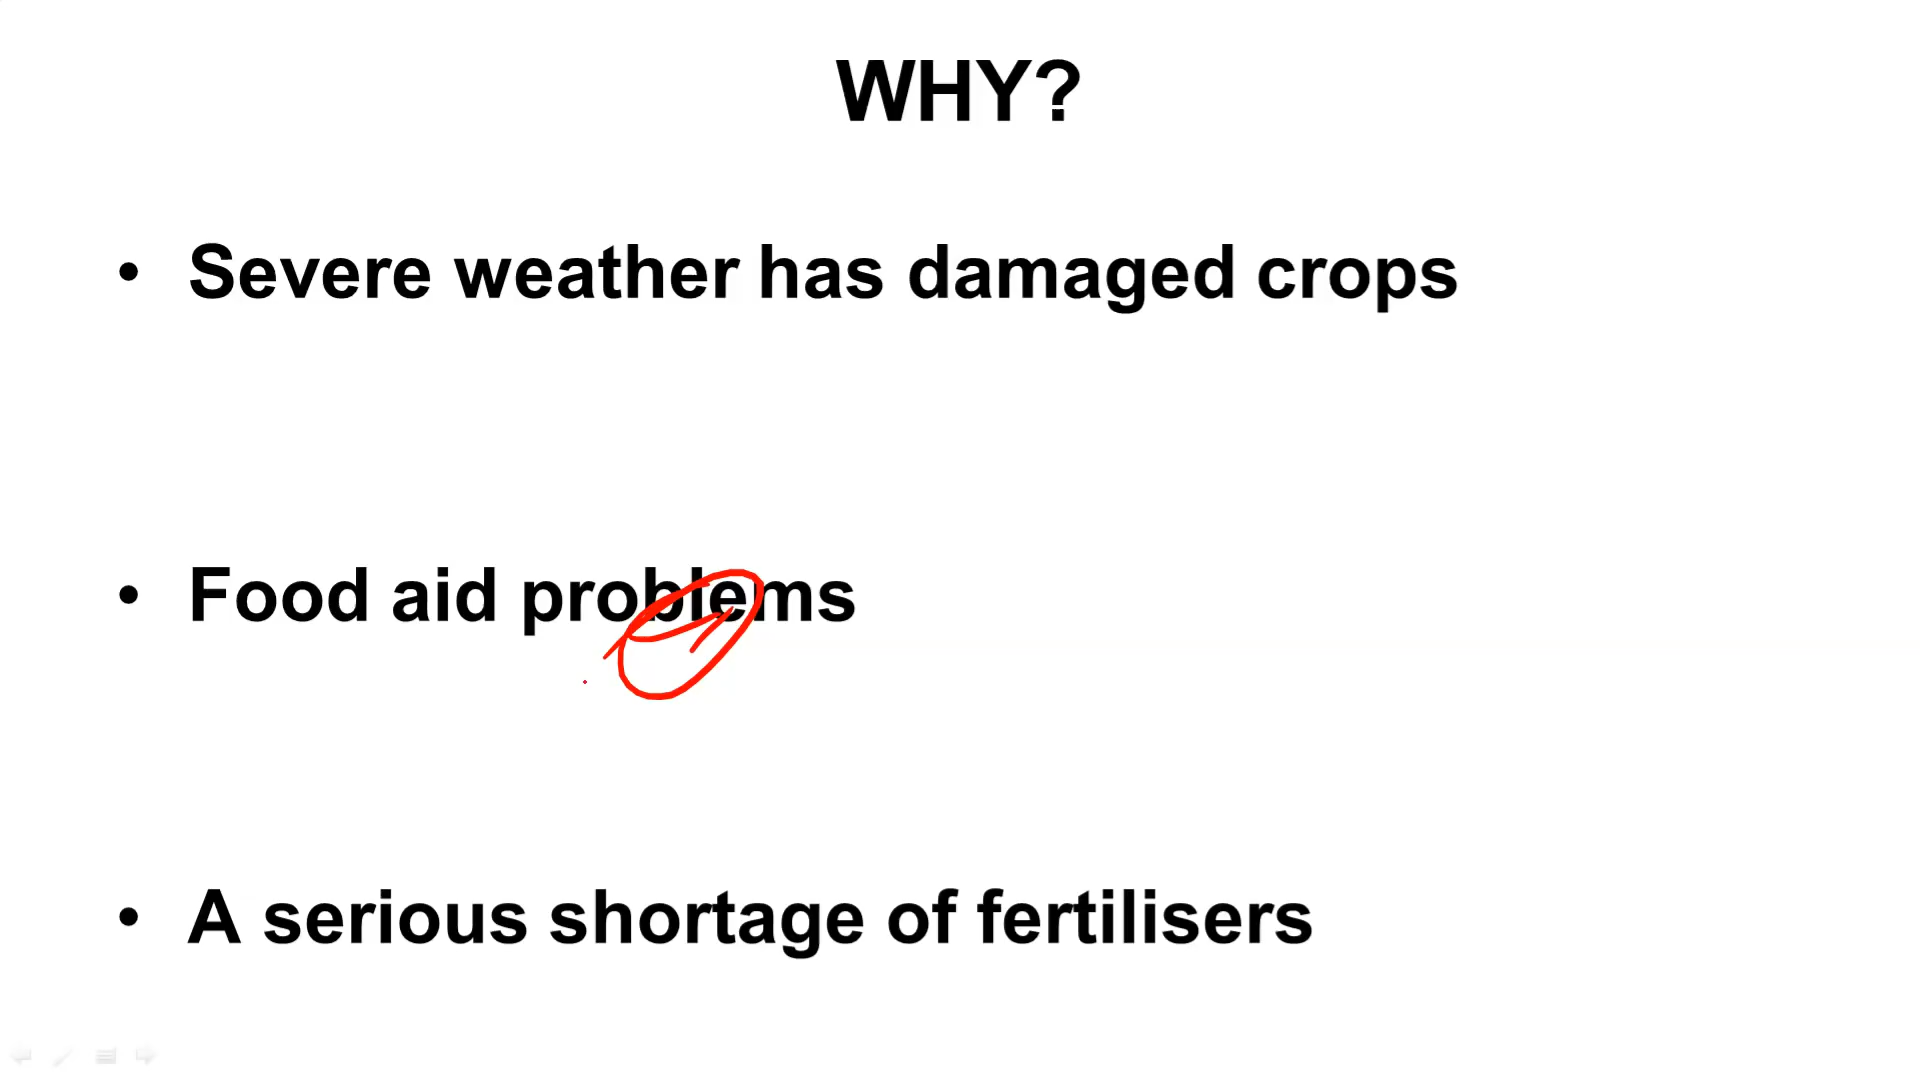 WHY?
• Severe weather has damaged crops
• Food aid problems
• A serious shortage of fertilisers